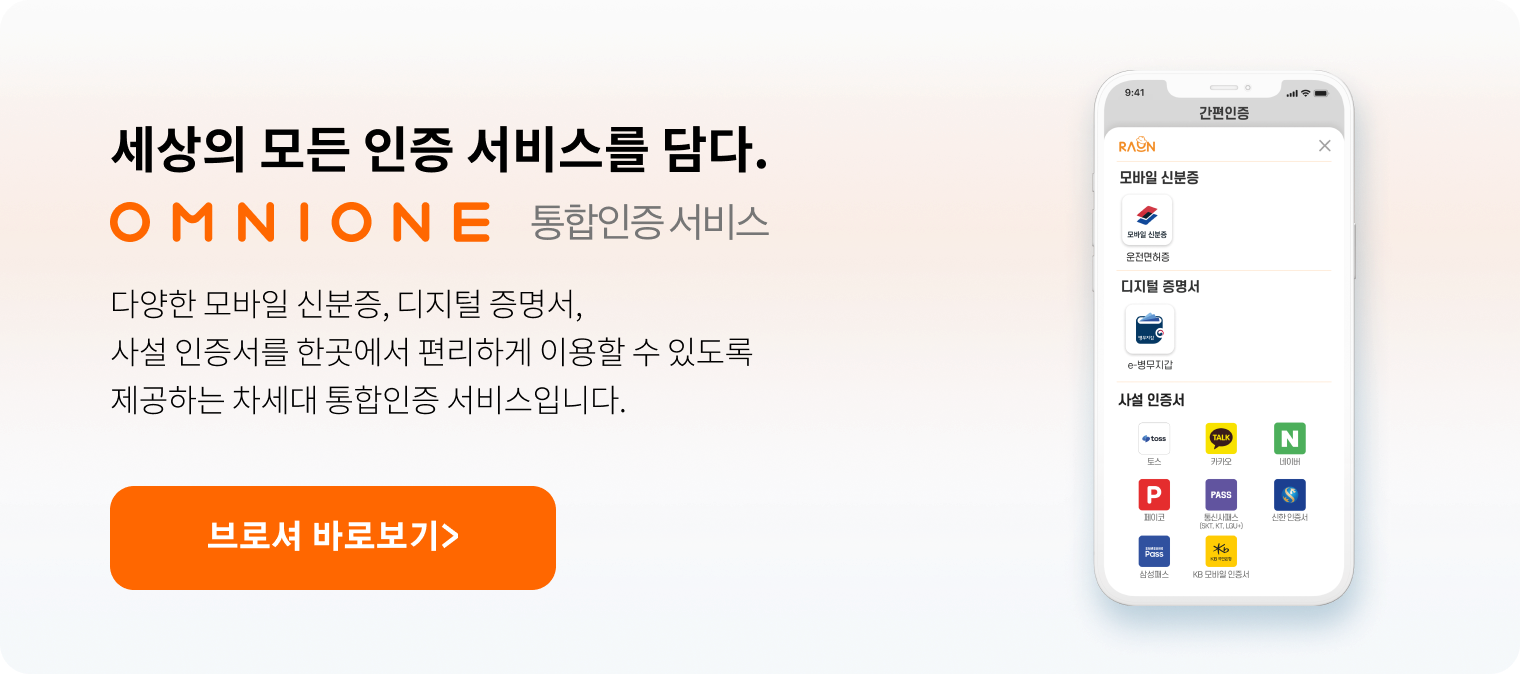 세상의 모든 인증 서비스를 담다.
OMNIONE 통합인증 서비스
다양한 모바일 신분증, 디지털 증명서,
사설 인증서를 한곳에서 편리하게 이용할 수 있도록
제공하는 차세대 통합인증 서비스입니다.
브로셔 바로보기>
9:41
간편인증
RAON
모바일 신분증
모바일 신분증
운전면허증
디지털 증명서
병무지갑
e-병무지갑
사설 인증서
toss TALK N
토스 카카오 네이버
P PASS
페이코 통신사패스 신한 인증서
(SKT, KT, LGU+)
SAMSUNG
Pass KB
삼성패스 KB 모바일 인증서